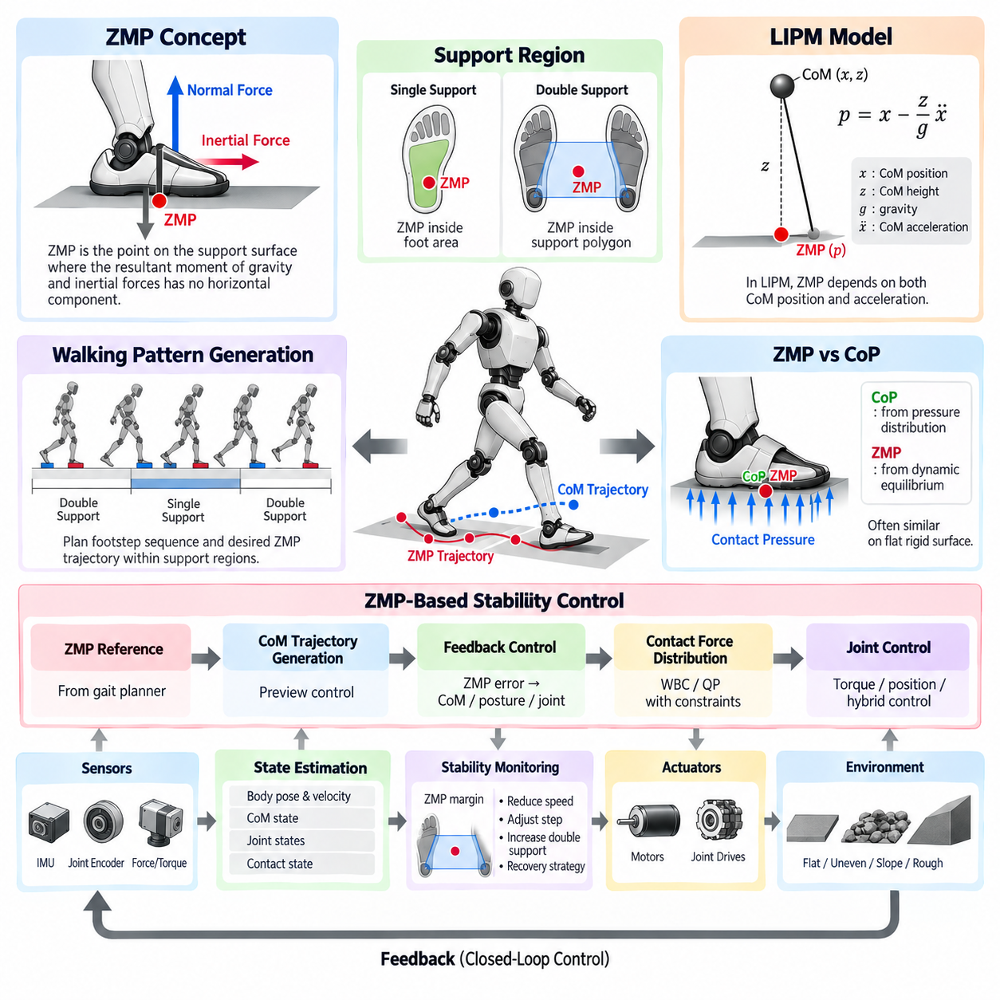 ZMP Concept
Normal Force
Inertial Force
ZMP
ZMP is the point on the support surface
where the resultant moment of gravity
and inertial forces has no horizontal
component.
Support Region
Single Support
ZMP
ZMP inside
foot area
Double Support
ZMP
ZMP inside
support polygon
LIPM Model
CoM (x, z)
p = x − z/g ẍ
z
x : CoM position
z : CoM height
g : gravity
ẍ : CoM acceleration
ZMP (p)
In LIPM, ZMP depends on both
CoM position and acceleration.
Walking Pattern Generation
Double
Support
Single
Support
Double
Support
Plan footstep sequence and desired ZMP
trajectory within support regions.
CoM Trajectory
ZMP Trajectory
ZMP vs CoP
CoP
: from pressure
distribution
ZMP
: from dynamic
equilibrium
CoP ZMP
Contact Pressure
Often similar
on flat rigid surface.
ZMP-Based Stability Control
ZMP Reference
From gait planner
CoM Trajectory
Generation
Preview control
Feedback Control
ZMP error →
CoM / posture / joint
Contact Force
Distribution
WBC / QP
with constraints
Joint Control
Torque / position /
hybrid control
Sensors
IMU
Joint Encoder
Force/Torque
State Estimation
Body pose & velocity
CoM state
Joint states
Contact state
Stability Monitoring
ZMP margin
• Reduce speed
• Adjust step
• Increase double
support
• Recovery strategy
Actuators
Motors
Joint Drives
Environment
Flat / Uneven / Slope / Rough
Feedback (Closed-Loop Control)